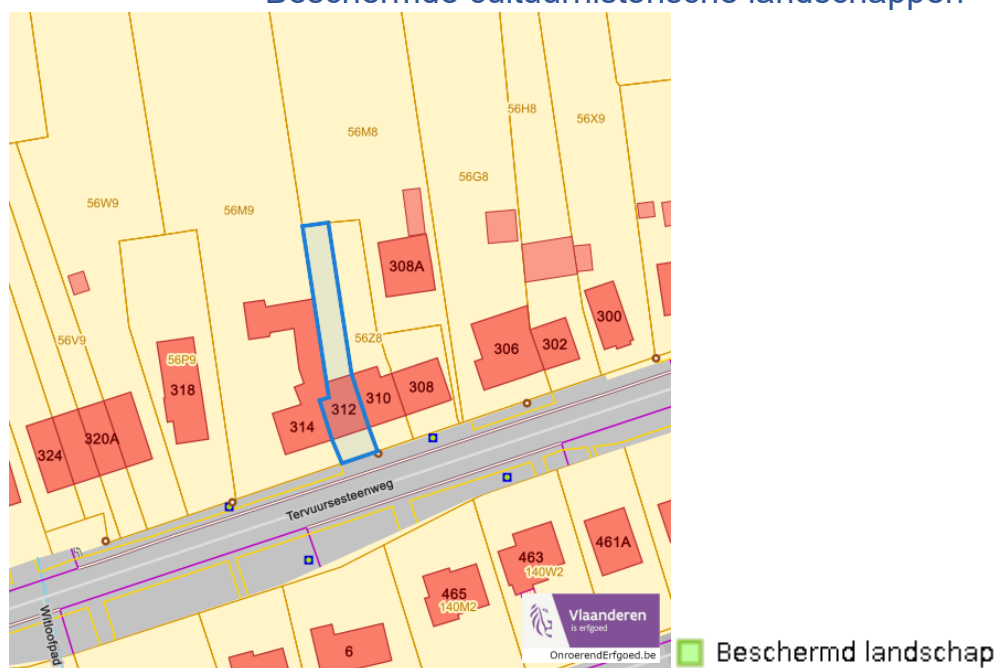 Beschermde cultuurhistorische landschappen
56H8
56X9
56M8
56G8
56W9
56M9
308A
300
56V9
56Z8
56P9
306
302
318
308
310
312
314
320A
324
Tervuursesteenweg
461A
463
140W2
465
140M2
Witloofpad
6
Vlaanderen
is erfgoed
OnroerendErfgoed.be
Beschermd landschap